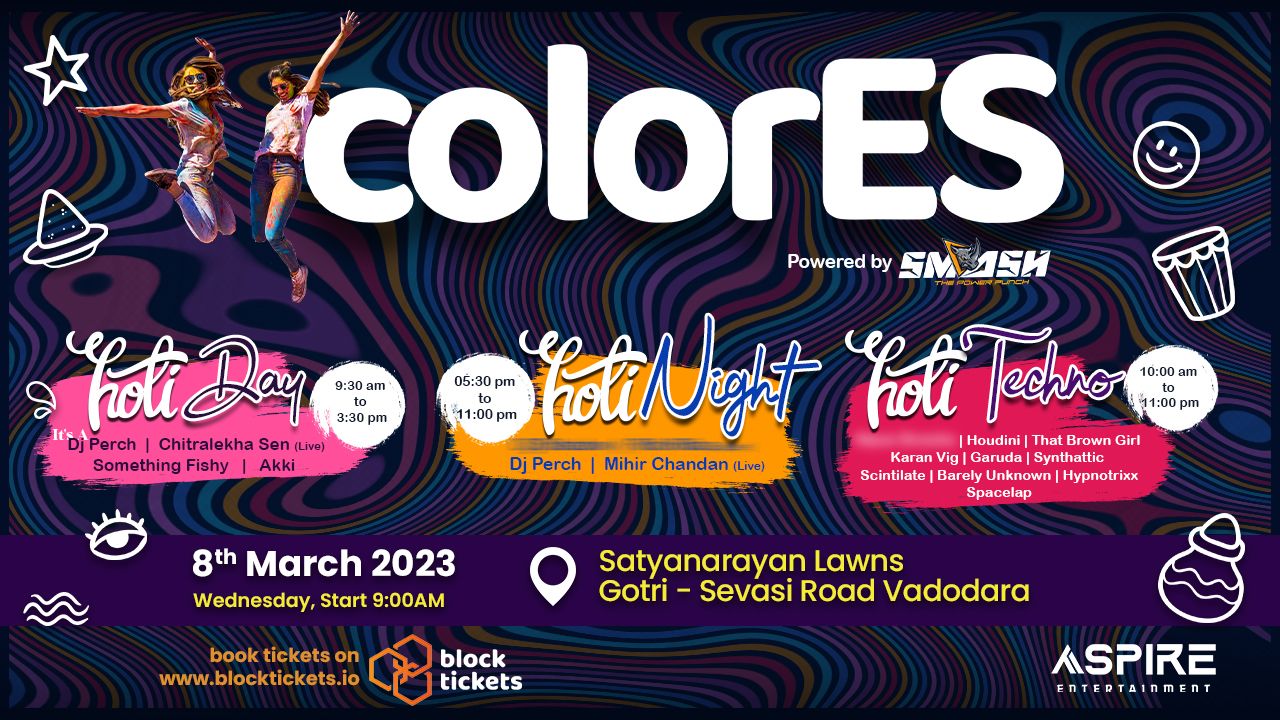 colorES
Powered by SMASH
THE POWER PUNCH
holi Day
9:30 am
to
3:30 pm
It's A
Dj Perch | Chitralekha Sen (Live)
Something Fishy | Akki
holi Night
05:30 pm
to
11:00 pm
Dj Perch | Mihir Chandan (Live)
holi Techno
10:00 am
to
11:00 pm
| Houdini | That Brown Girl
Karan Vig | Garuda | Synthattic
Scintilate | Barely Unknown | Hypnotrixx
Spacelap
8th March 2023
Wednesday, Start 9:00AM
Satyanarayan Lawns
Gotri - Sevasi Road Vadodara
book tickets on
www.blocktickets.io
block
tickets
ASPIRE
ENTERTAINMENT